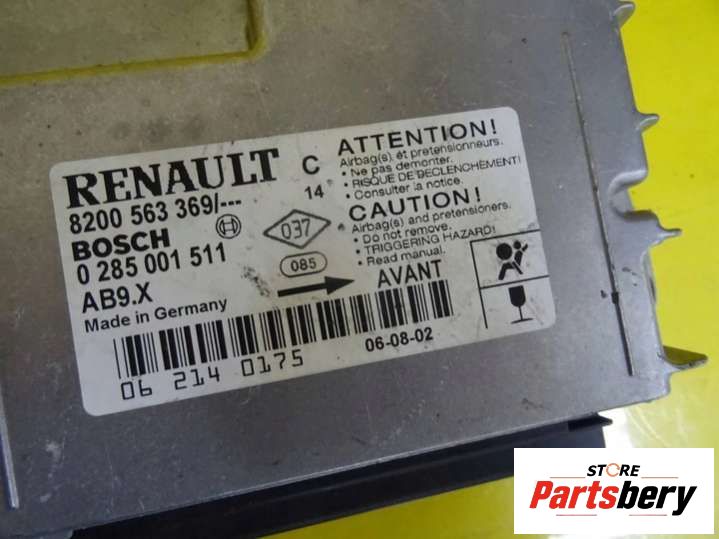 RENAULT C
14
8200 563 369/---
BOSCH
0 285 001 511
AB9.X
Made in Germany
037
085
AVANT
ATTENTION!
Airbag(s) et pretensionneurs.
• Ne pas demonter.
• RISQUE DE DECLENCHEMENT!
• Consulter la notice.
CAUTION!
Airbag(s) and pretensioners.
• Do not remove.
• TRIGGERING HAZARD!
• Read manual.
06 214 0175
06-08-02
STORE
Partsbery